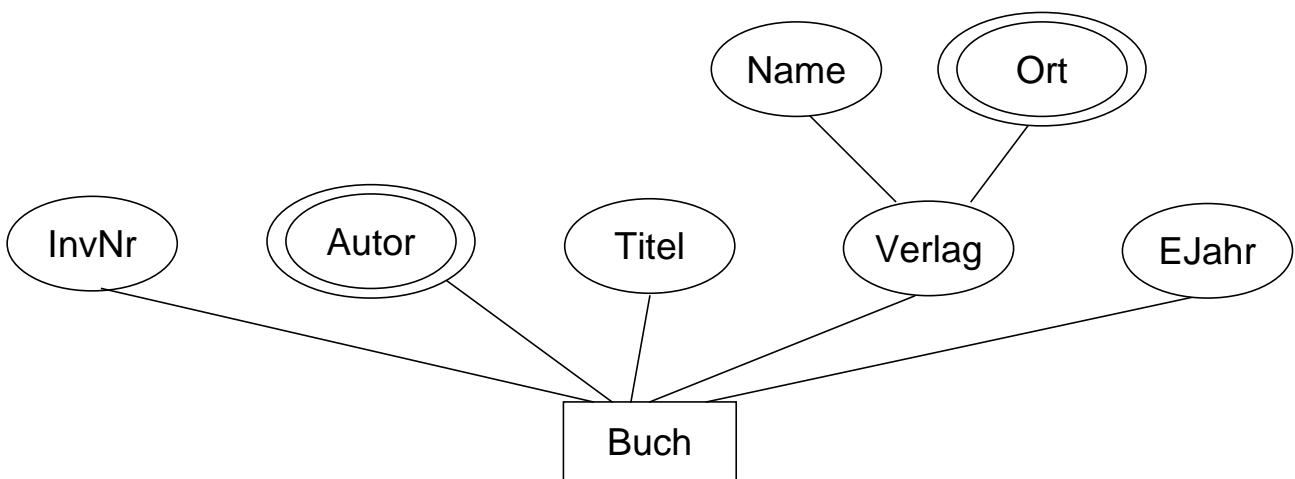 Name
Ort
InvNr
Autor
Titel
Verlag
EJahr
Buch